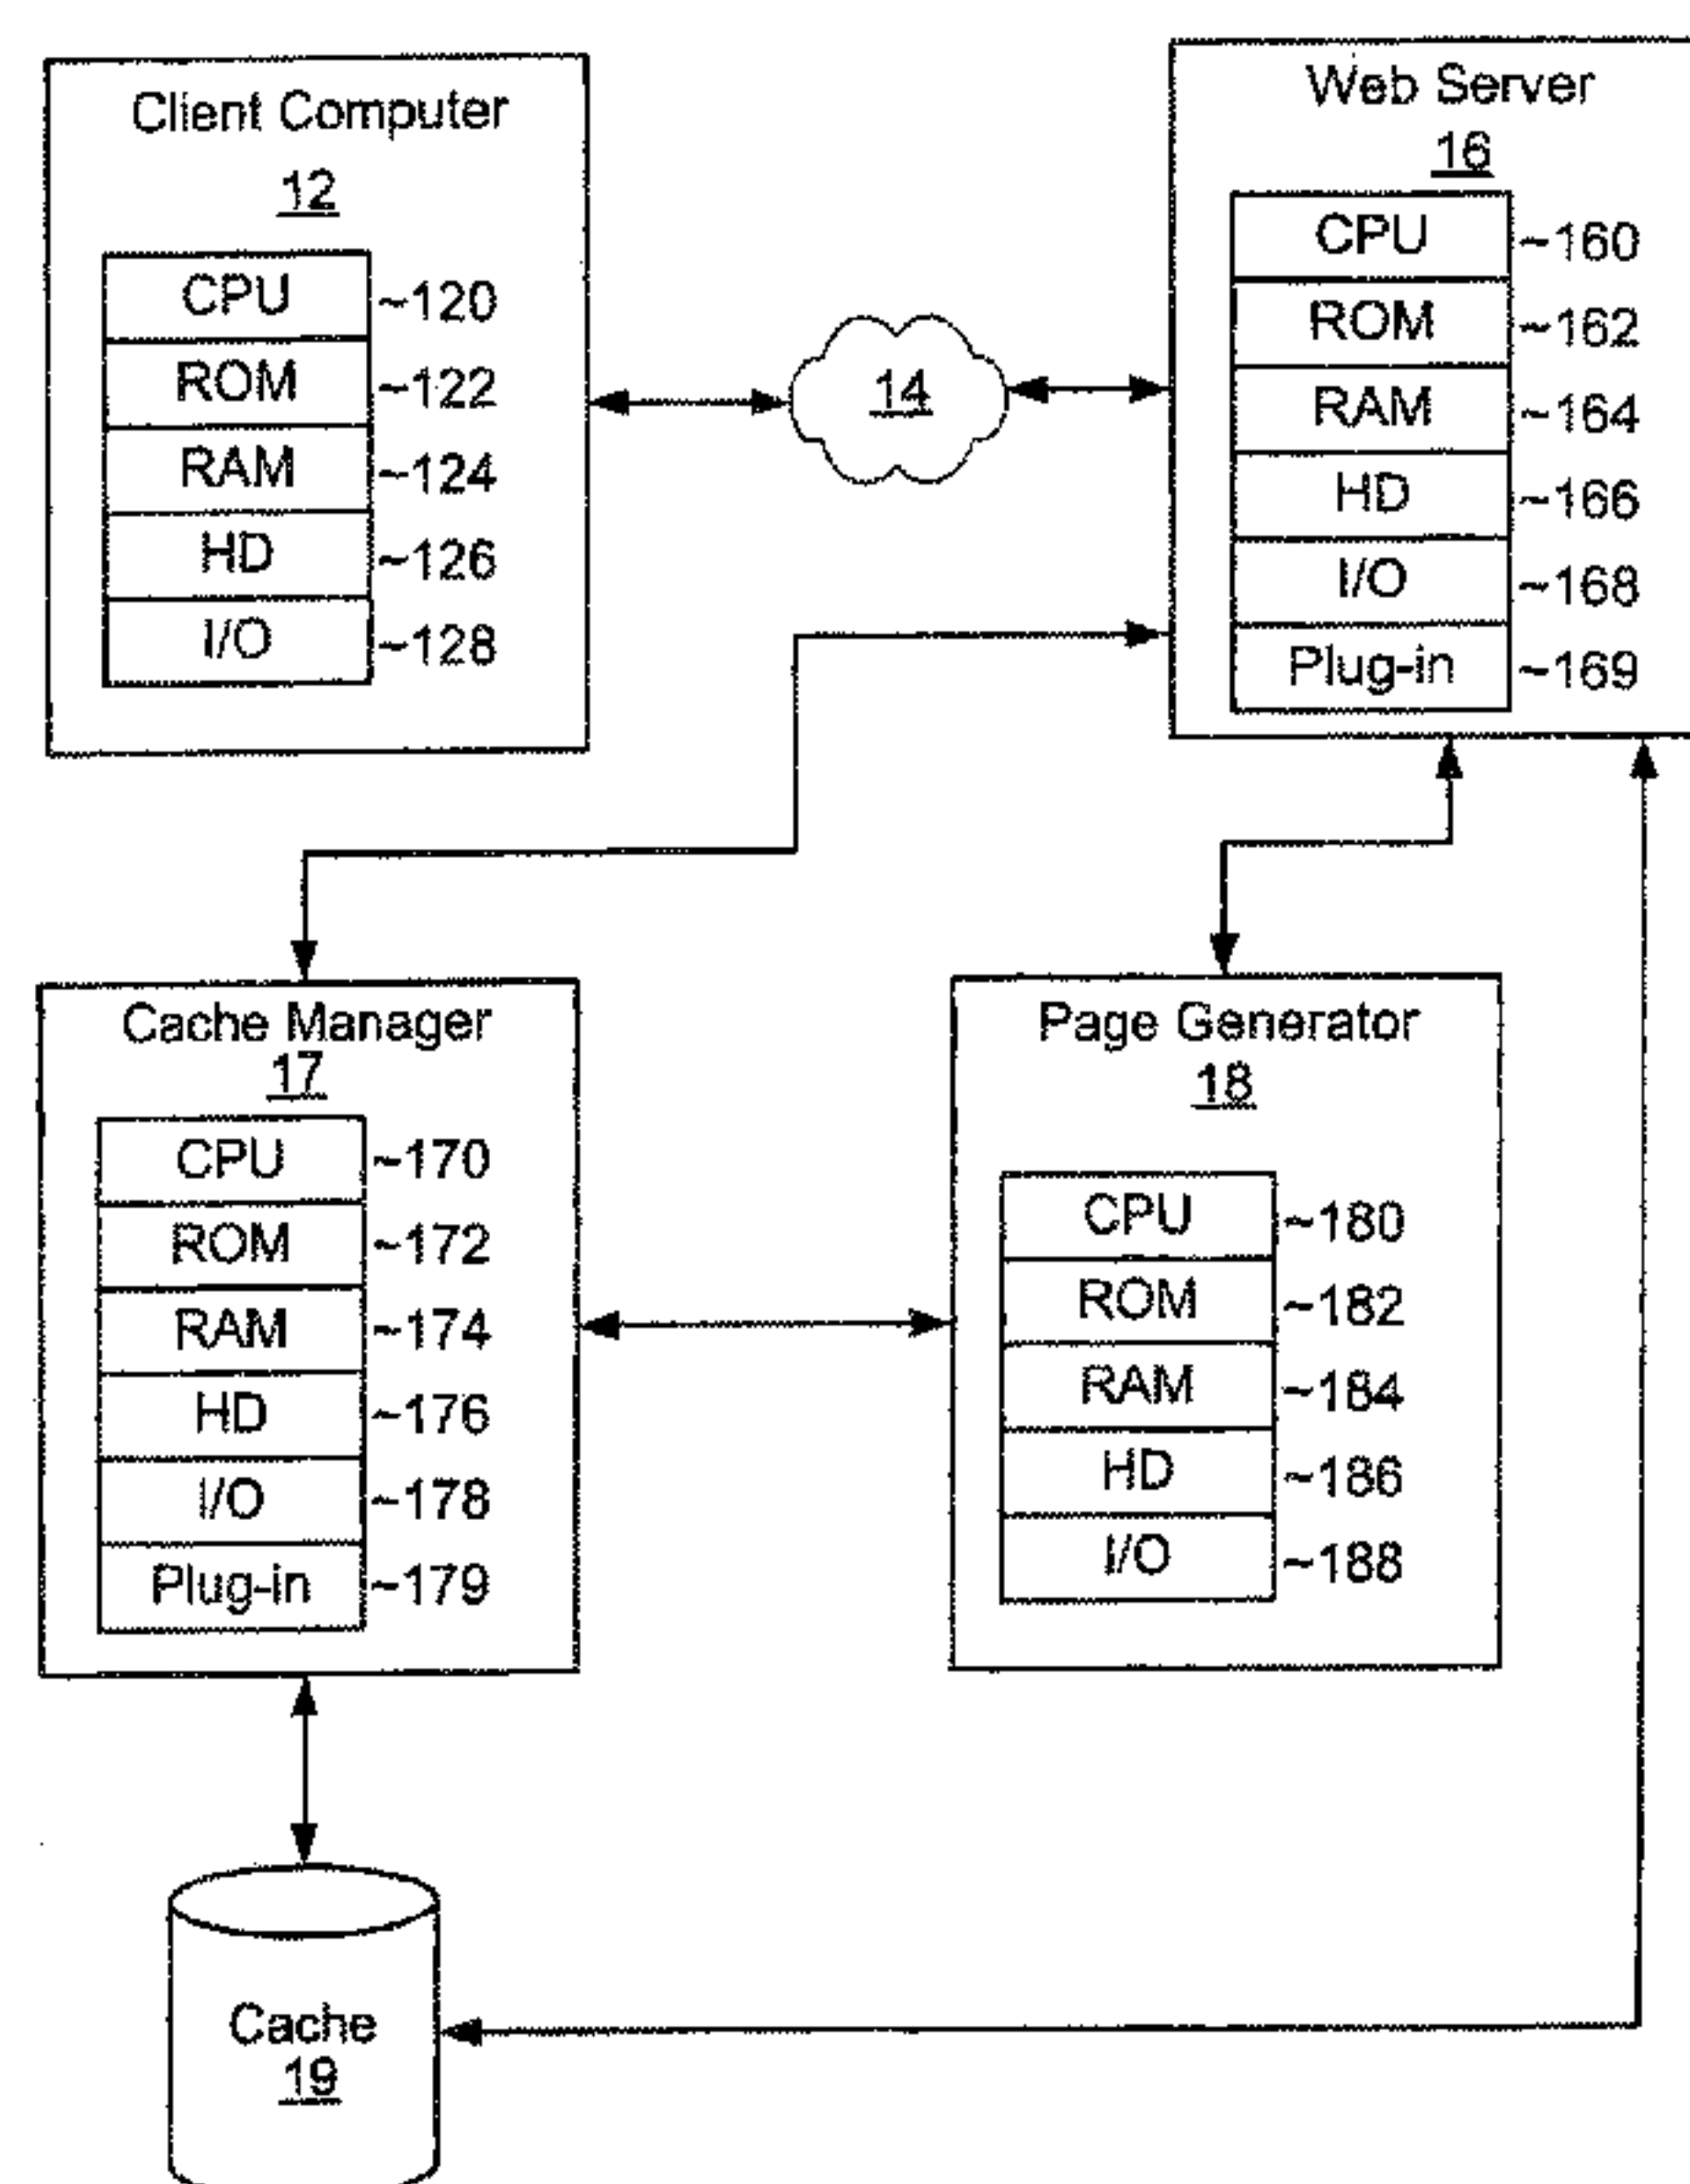 Client Computer
12
CPU ~120
ROM ~122
RAM ~124
HD ~126
I/O ~128
14
Web Server
16
CPU ~160
ROM ~162
RAM ~164
HD ~166
I/O ~168
Plug-in ~169
Cache Manager
17
CPU ~170
ROM ~172
RAM ~174
HD ~176
I/O ~178
Plug-in ~179
Page Generator
18
CPU ~180
ROM ~182
RAM ~184
HD ~186
I/O ~188
Cache
19